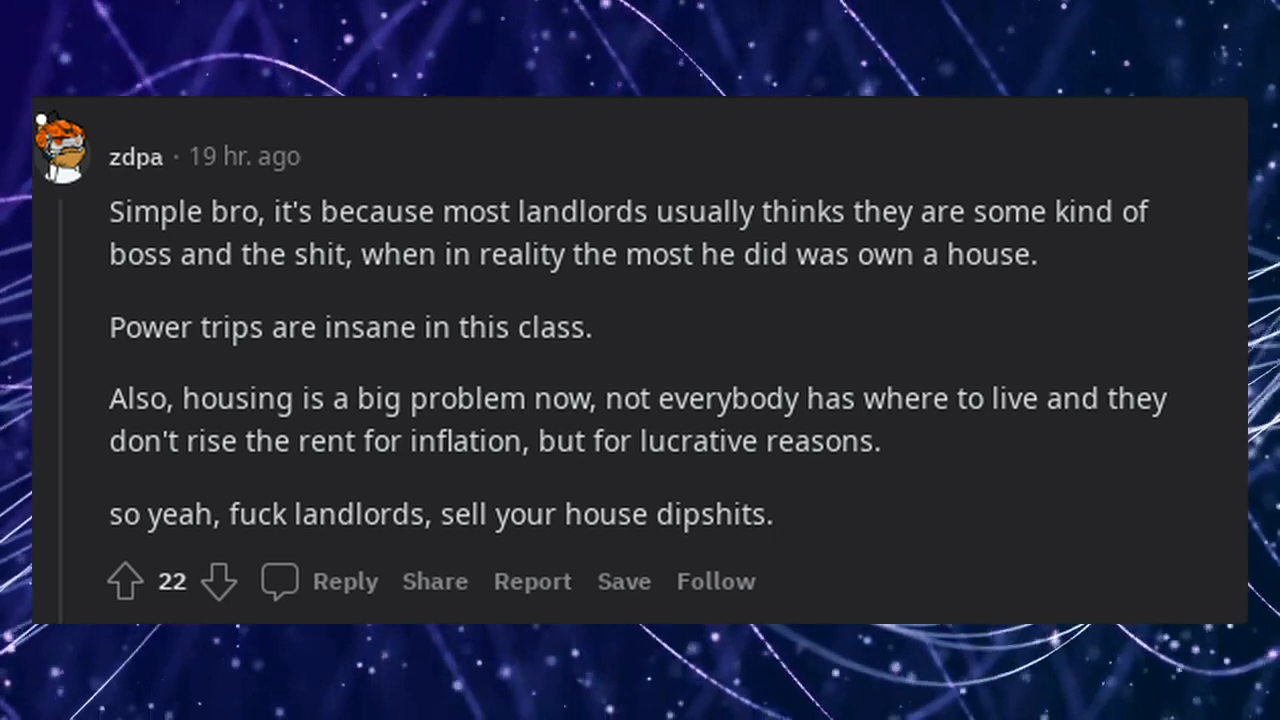 zdpa · 19 hr. ago
Simple bro, it's because most landlords usually thinks they are some kind of
boss and the shit, when in reality the most he did was own a house.
Power trips are insane in this class.
Also, housing is a big problem now, not everybody has where to live and they
don't rise the rent for inflation, but for lucrative reasons.
so yeah, fuck landlords, sell your house dipshits.
22 Reply Share Report Save Follow